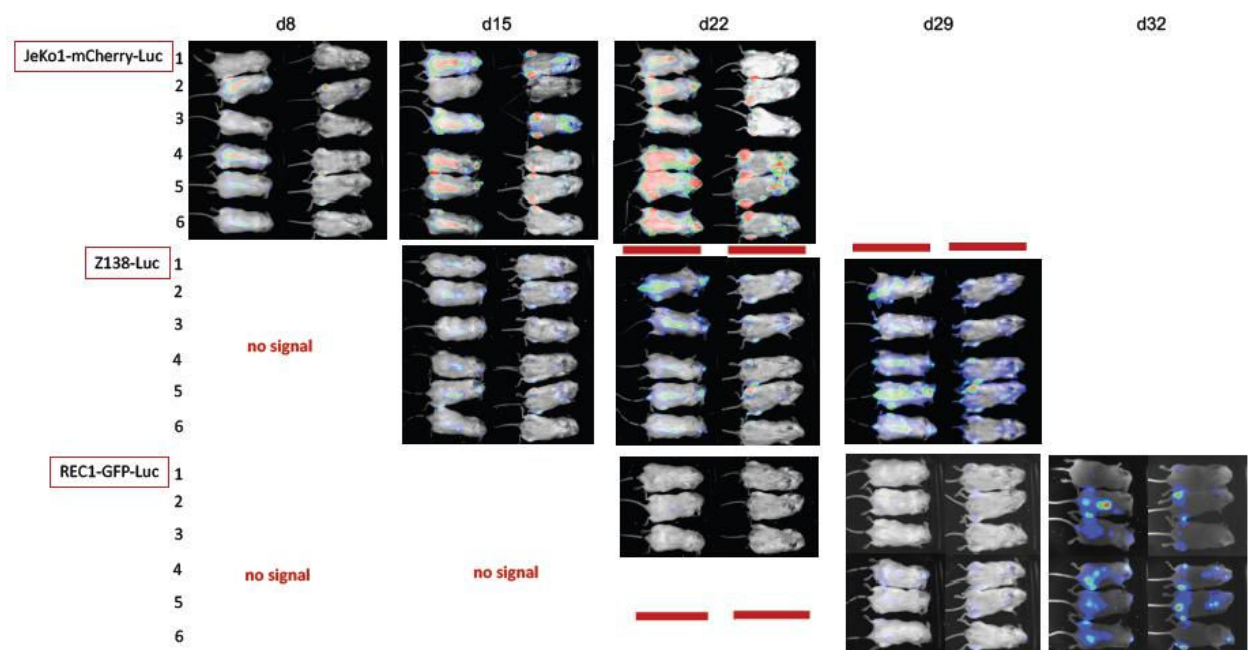 d8 d15 d22 d29 d32
JeKo1-mCherry-Luc 1
2
3
4
5
6
Z138-Luc 1
2
3
no signal
4
5
6
REC1-GFP-Luc 1
2
3
4
no signal no signal
5
6